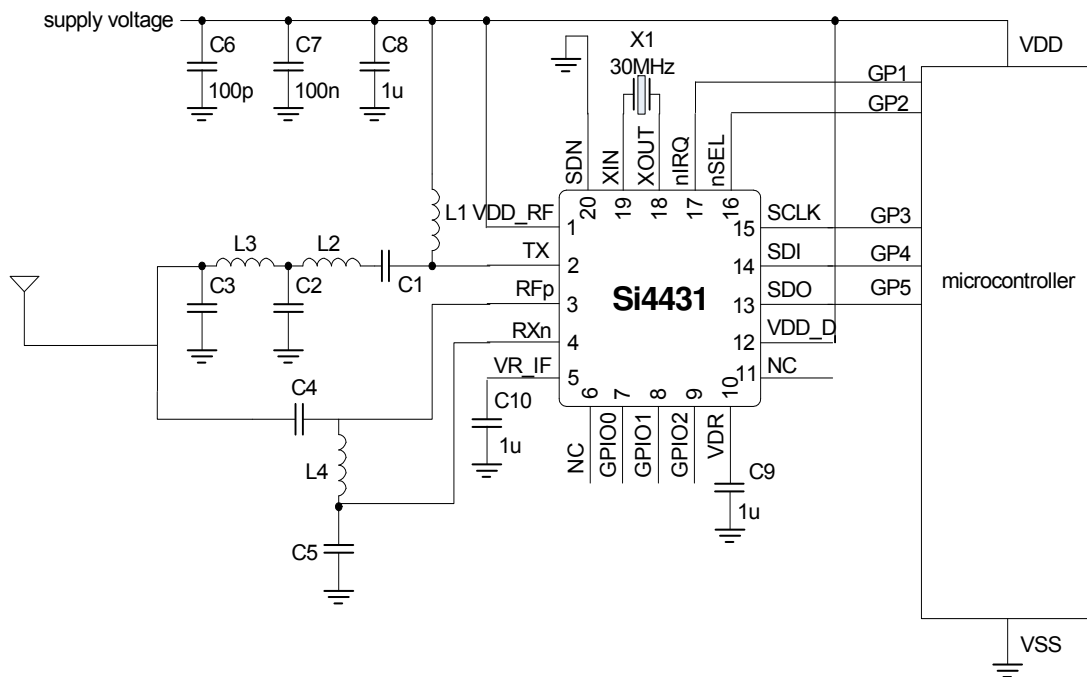 supply voltage
C6
100p
C7
100n
C8
1u
X1
30MHz
VDD
GP1
GP2
SDN
XIN
XOUT
nIRQ
nSEL
20
19
18
17
16
L1
VDD_RF
1
15
SCLK
GP3
L3
L2
C1
TX
2
14
SDI
GP4
C3
C2
RFp
3
Si4431
13
SDO
GP5
microcontroller
RXn
4
12
VDD_D
VR_IF
5
11
NC
C4
C10
1u
6
7
8
9
10
NC
GPIO0
GPIO1
GPIO2
VDR
L4
C9
1u
C5
VSS